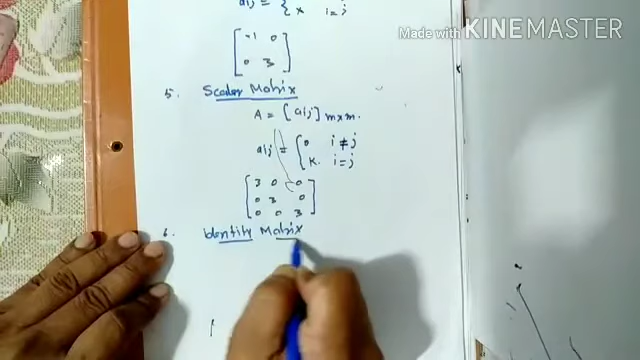 Made with KINEMASTER
aij = { x i=j
[ -1 0
0 3 ]
5. Scalar Matrix
A = [aij] m×m.
aij = { 0 i≠j
K. i=j
[ 3 0 0
0 3 0
0 0 3 ]
6. Identity Matrix